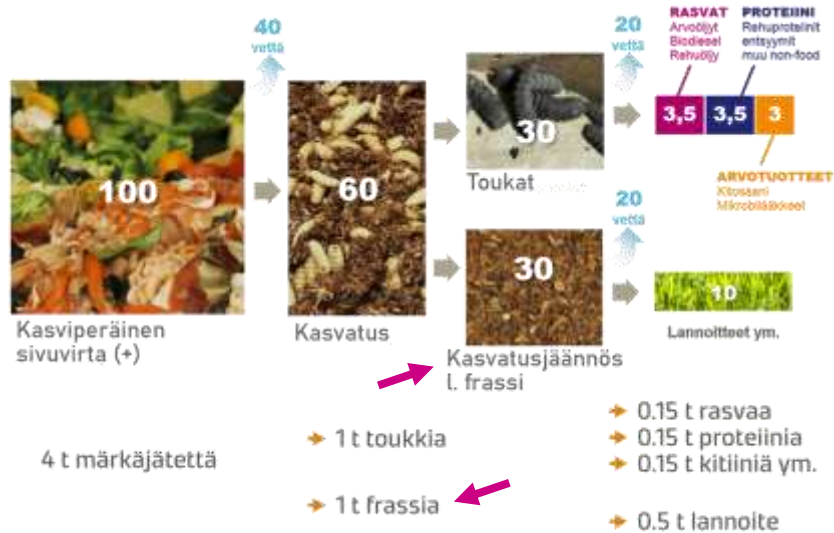 40
vettä
20
vettä
RASVAT
Arvoöljyt
Biodiesel
Rehuöljy
PROTEIINI
Rehuproteiinit
entsyymit
muu non-food
100
60
30
3,5
3,5
3
Toukat
ARVOTUOTTEET
Kitosaani
Mikrobilääkkeet
20
vettä
30
10
Kasviperäinen
sivuvirta (+)
Kasvatus
Kasvatusjäännös
l. frassi
Lannoitteet ym.
4 t märkäjätettä
1 t toukkia
1 t frassia
0.15 t rasvaa
0.15 t proteiinia
0.15 t kitiiniä ym.
0.5 t lannoite